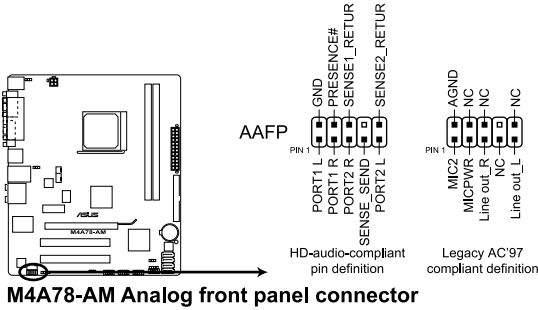 GND
PRESENCE#
SENSE1_RETUR
SENSE2_RETUR
AAFP
PIN 1
PORT1 L
PORT1 R
PORT2 R
SENSE_SEND
PORT2 L
HD-audio-compliant
pin definition
AGND
NC
NC
NC
PIN 1
MIC2
MICPWR
Line out_R
NC
Line out_L
Legacy AC'97
compliant definition
ASUS
M4A78-AM
M4A78-AM Analog front panel connector